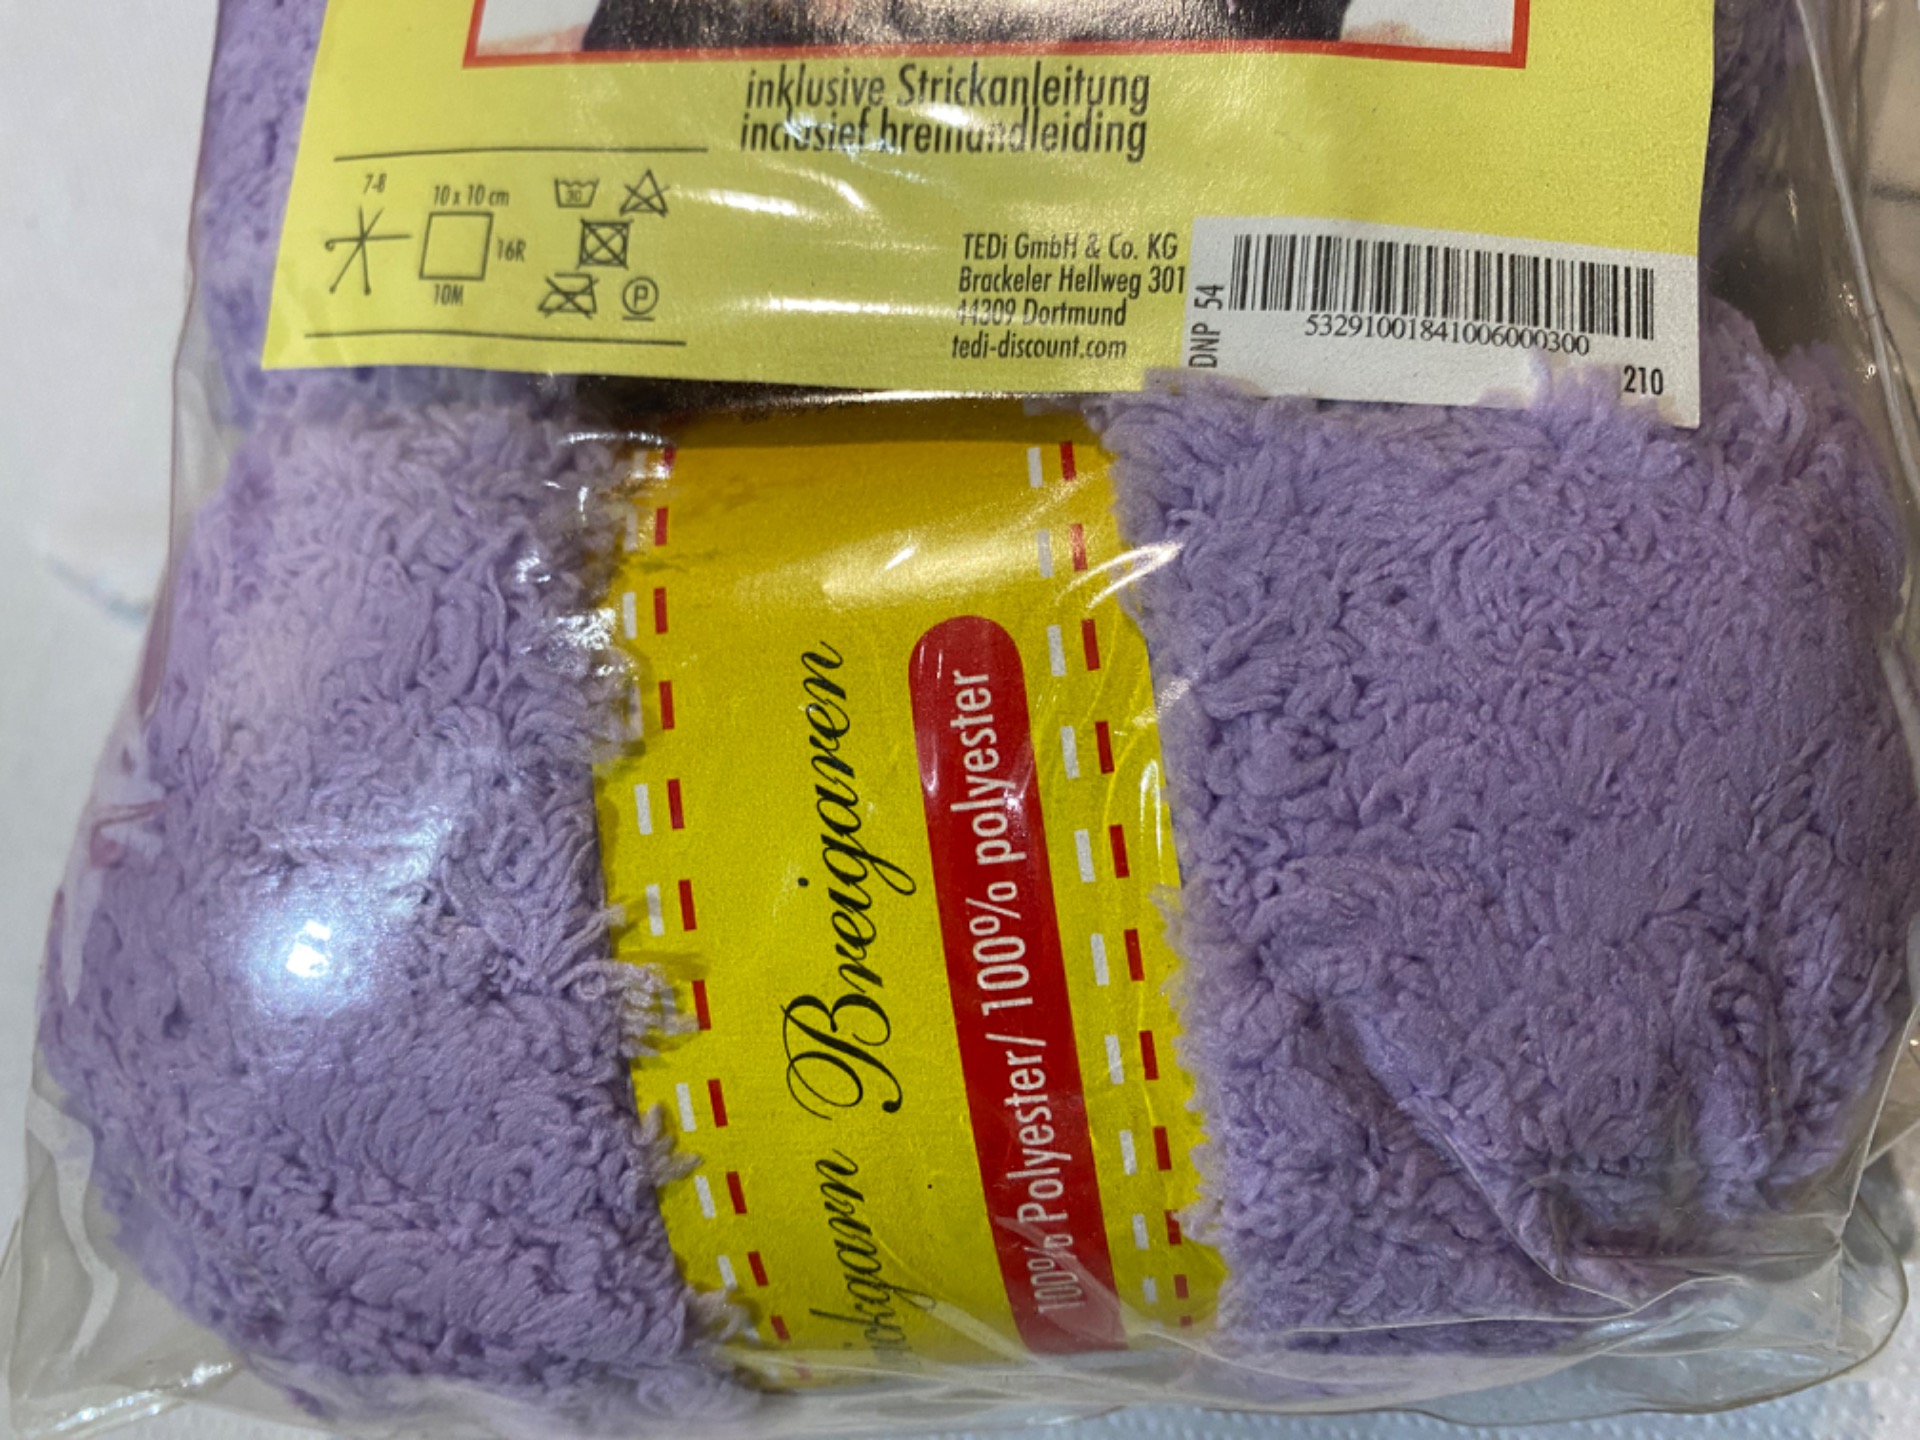 inklusive Strickanleitung
inclusief breihandleiding
7-8
10 x 10 cm
16R
10M
30
P
TEDi GmbH & Co. KG
Brackeler Hellweg 301
44309 Dortmund
tedi-discount.com
DNP 54
53291001841006000300
210
Breigaren
100% Polyester/ 100% polyester